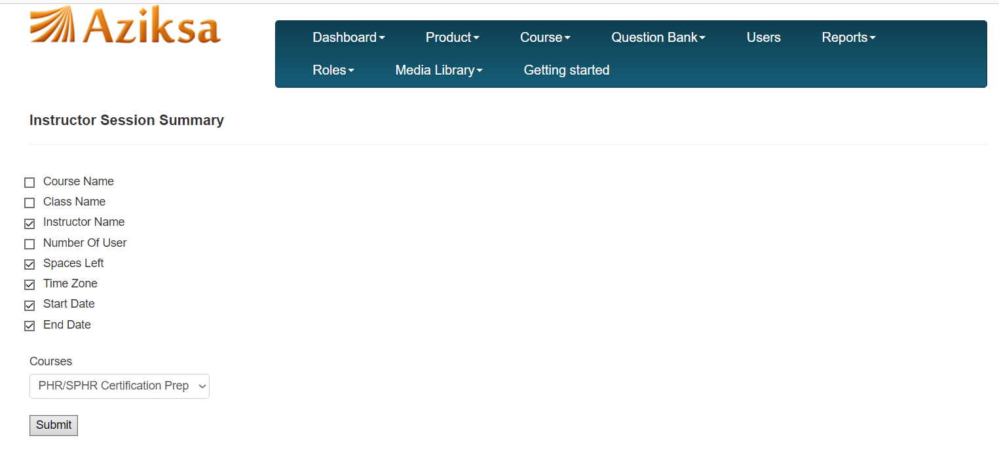 Aziksa
Dashboard Product Course Question Bank Users Reports
Roles Media Library Getting started
Instructor Session Summary
Course Name
Class Name
Instructor Name
Number Of User
Spaces Left
Time Zone
Start Date
End Date
Courses
PHR/SPHR Certification Prep
Submit